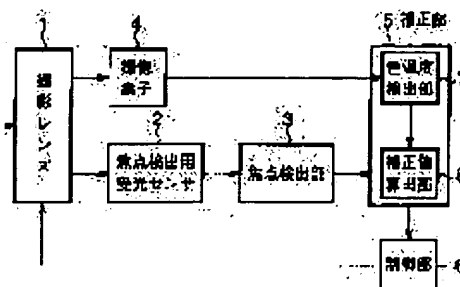 1
4
5 補正部
撮影レンズ
撮像
素子
色温度
検出部
2
3
焦点検出用
受光センサ
焦点検出部
補正値
算出部
制御部
6